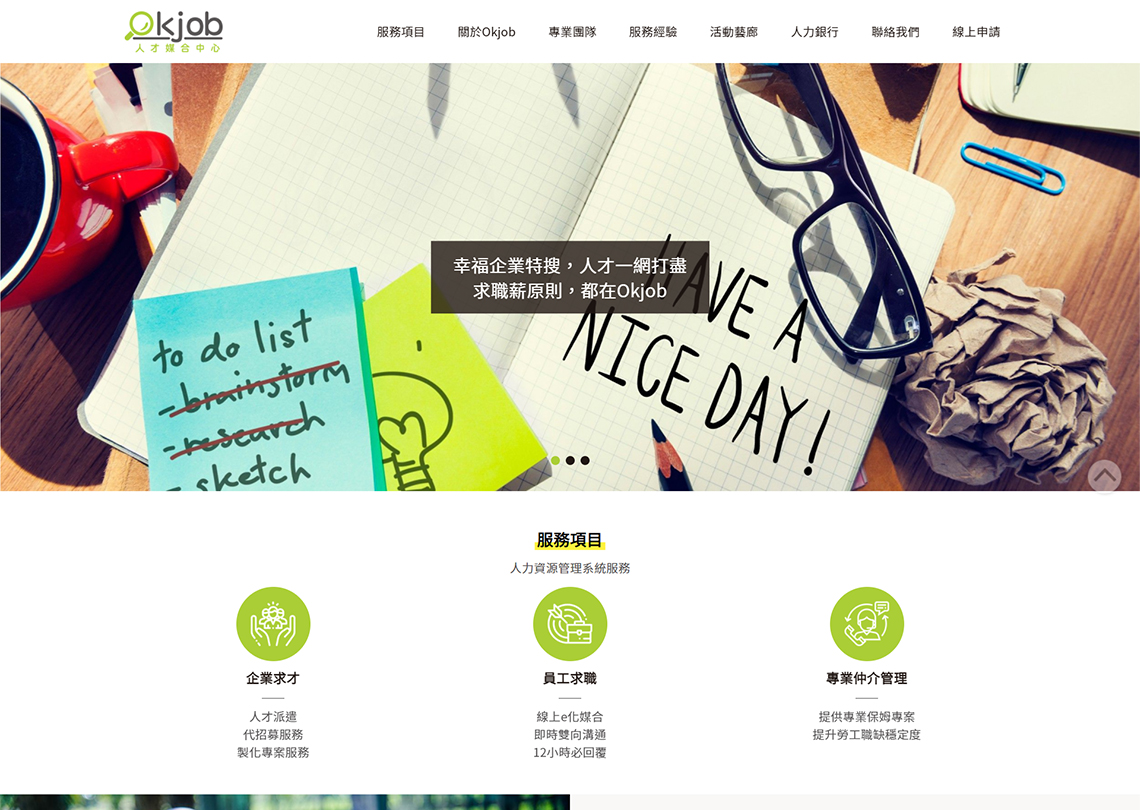 Okjob
人才媒合中心
服務項目
關於Okjob
專業團隊
服務經驗
活動藝廊
人力銀行
聯絡我們
線上申請
幸福企業特搜，人才一網打盡
求職薪原則，都在Okjob
HAVE A
NICE DAY!
to do list
-brainstorm
-research
-sketch
服務項目
人力資源管理系統服務
企業求才
人才派遣
代招募服務
製化專案服務
員工求職
線上e化媒合
即時雙向溝通
12小時必回覆
專業仲介管理
提供專業保姆專案
提升勞工職缺穩定度